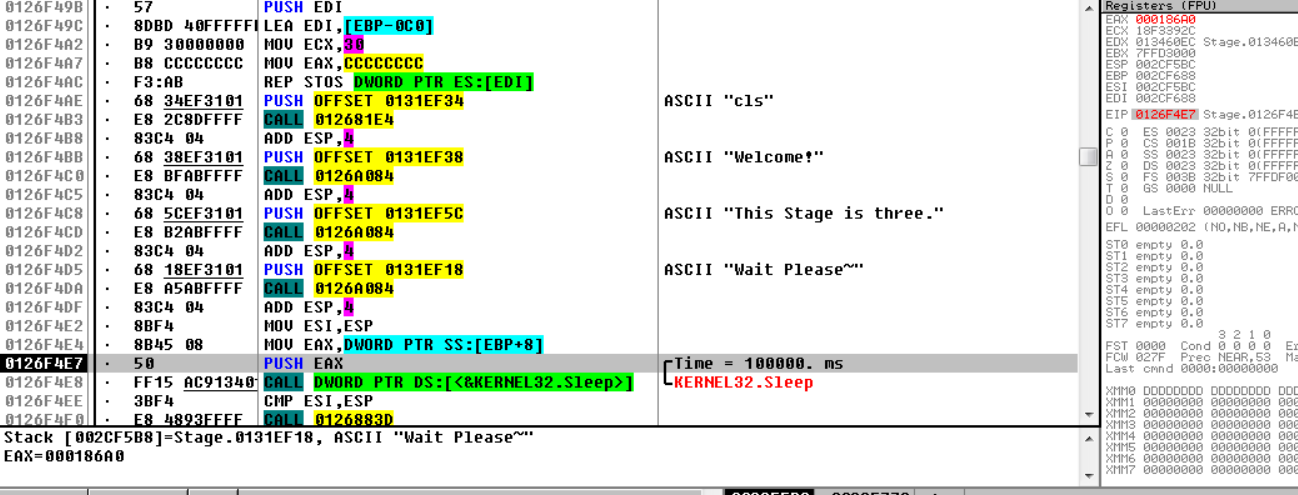 0126F49B · 57 PUSH EDI
0126F49C · 8DBD 40FFFFFF LEA EDI,[EBP-0C0]
0126F4A2 · B9 30000000 MOV ECX,30
0126F4A7 · B8 CCCCCCCC MOV EAX,CCCCCCCC
0126F4AC · F3:AB REP STOS DWORD PTR ES:[EDI]
0126F4AE · 68 34EF3101 PUSH OFFSET 0131EF34 ASCII "cls"
0126F4B3 · E8 2C8DFFFF CALL 012681E4
0126F4B8 · 83C4 04 ADD ESP,4
0126F4BB · 68 38EF3101 PUSH OFFSET 0131EF38 ASCII "Welcome!"
0126F4C0 · E8 BFABFFFF CALL 0126A084
0126F4C5 · 83C4 04 ADD ESP,4
0126F4C8 · 68 5CEF3101 PUSH OFFSET 0131EF5C ASCII "This Stage is three."
0126F4CD · E8 B2ABFFFF CALL 0126A084
0126F4D2 · 83C4 04 ADD ESP,4
0126F4D5 · 68 18EF3101 PUSH OFFSET 0131EF18 ASCII "Wait Please~"
0126F4DA · E8 A5ABFFFF CALL 0126A084
0126F4DF · 83C4 04 ADD ESP,4
0126F4E2 · 8BF4 MOV ESI,ESP
0126F4E4 · 8B45 08 MOV EAX,DWORD PTR SS:[EBP+8]
0126F4E7 · 50 PUSH EAX Time = 100000. ms
0126F4E8 · FF15 AC91340 CALL DWORD PTR DS:[<&KERNEL32.Sleep>] KERNEL32.Sleep
0126F4EE · 3BF4 CMP ESI,ESP
0126F4F0 · E8 4893FFFF CALL 0126883D
Stack [002CF5B8]=Stage.0131EF18, ASCII "Wait Please~"
EAX=000186A0
Registers (FPU)
EAX 000186A0
ECX 18F3392C
EDX 013460EC Stage.013460E
EBX 7FFD3000
ESP 002CF5BC
EBP 002CF688
ESI 002CF5BC
EDI 002CF688
EIP 0126F4E7 Stage.0126F4E
C 0 ES 0023 32bit 0(FFFFF
P 0 CS 001B 32bit 0(FFFFF
A 0 SS 0023 32bit 0(FFFFF
Z 0 DS 0023 32bit 0(FFFFF
S 0 FS 003B 32bit 7FFDF00
T 0 GS 0000 NULL
D 0
O 0 LastErr 00000000 ERRO
EFL 00000202 (NO,NB,NE,A,N
ST0 empty 0.0
ST1 empty 0.0
ST2 empty 0.0
ST3 empty 0.0
ST4 empty 0.0
ST5 empty 0.0
ST6 empty 0.0
ST7 empty 0.0
3 2 1 0
FST 0000 Cond 0 0 0 0 Er
FCW 027F Prec NEAR,53 Ma
Last cmnd 0000:00000000
XMM0 DDDDDDDD DDDDDDDD DDD
XMM1 00000000 00000000 000
XMM2 00000000 00000000 000
XMM3 00000000 00000000 000
XMM4 00000000 00000000 000
XMM5 00000000 00000000 000
XMM6 00000000 00000000 000
XMM7 00000000 00000000 000